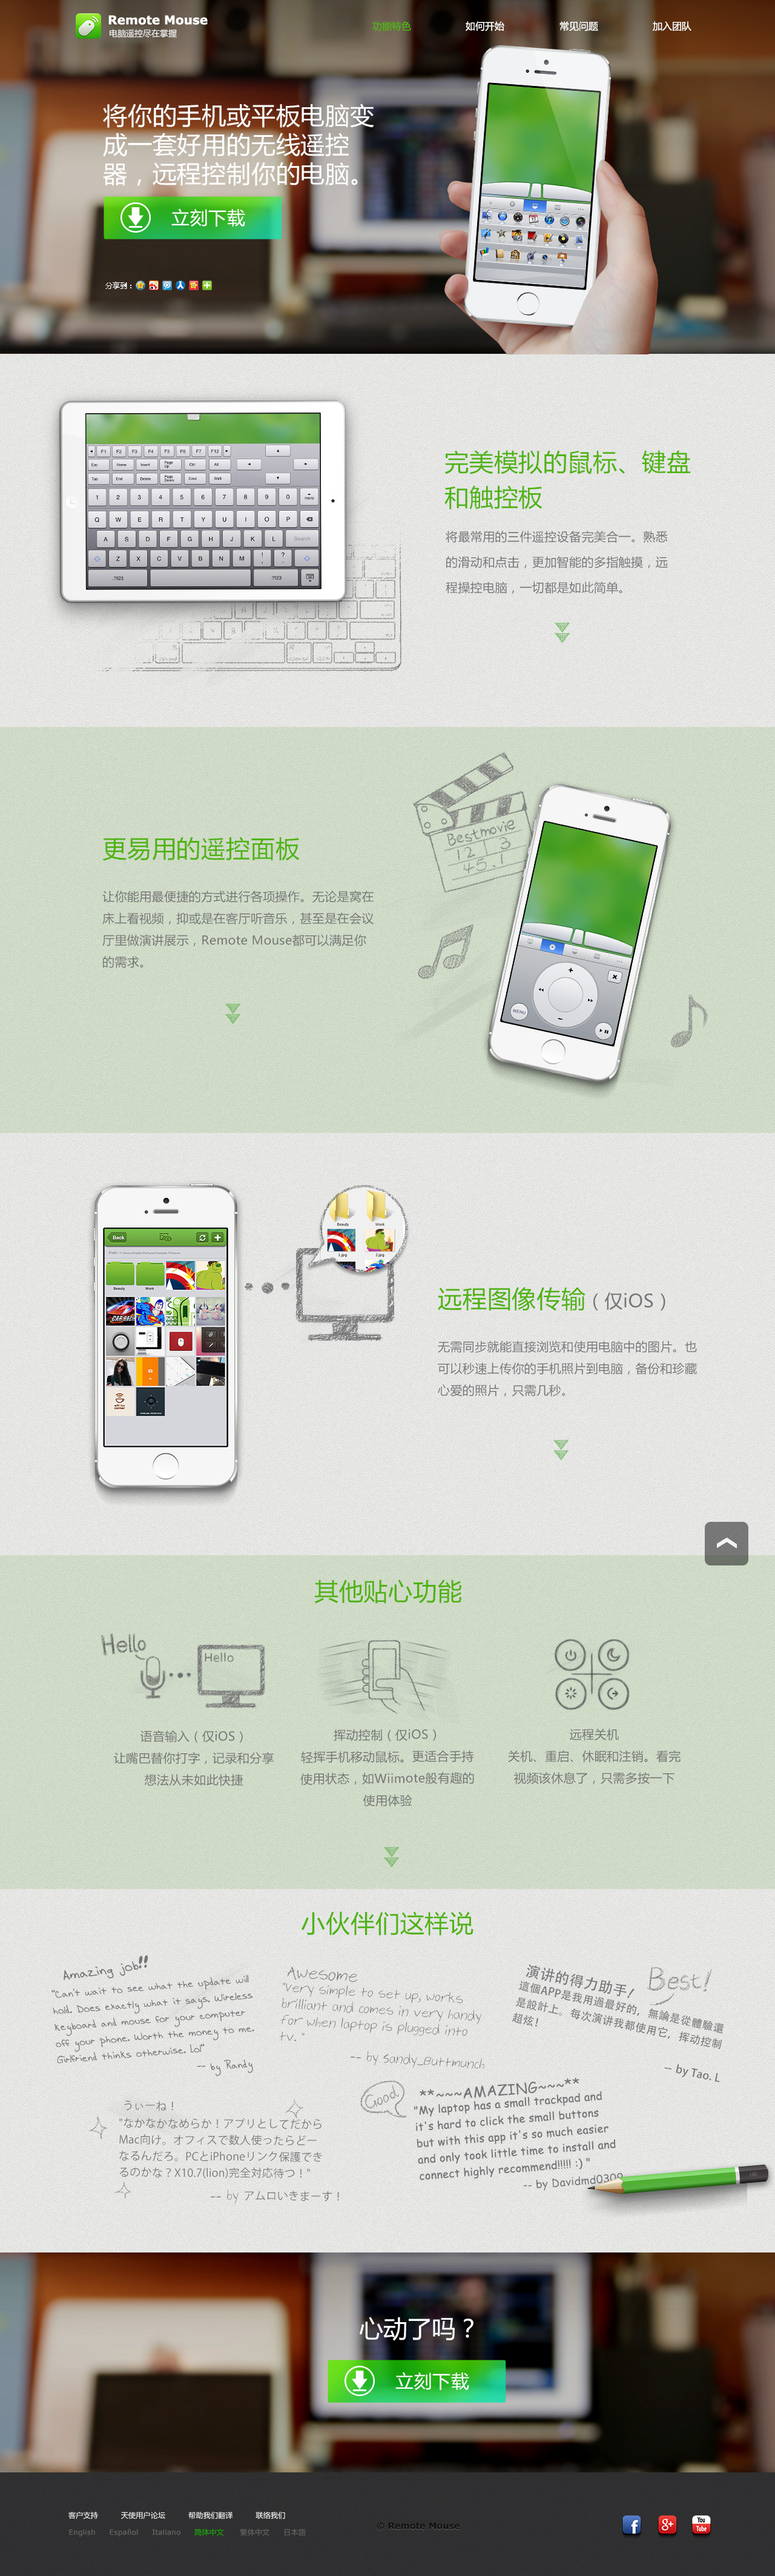 Remote Mouse
电脑遥控尽在掌握
功能特色
如何开始
常见问题
加入团队
将你的手机或平板电脑变
成一套好用的无线遥控
器，远程控制你的电脑。
立刻下载
分享到：
完美模拟的鼠标、键盘
和触控板
将最常用的三件遥控设备完美合一。熟悉
的滑动和点击，更加智能的多指触摸，远
程操控电脑，一切都是如此简单。
1 2 3 4 5 6 7 8 9 0
Q W E R T Y U I O P
A S D F G H J K L Search
Z X C V B N M ! , ? .
.?123 .?123
Bestmovie
12 13
45.1
更易用的遥控面板
让你能用最便捷的方式进行各项操作。无论是窝在
床上看视频，抑或是在客厅听音乐，甚至是在会议
厅里做演讲展示，Remote Mouse都可以满足你
的需求。
MENU
Back
Beauty Work
Beauty Work
1.jpg 2.jpg
远程图像传输（仅iOS）
无需同步就能直接浏览和使用电脑中的图片。也
可以秒速上传你的手机照片到电脑，备份和珍藏
心爱的照片，只需几秒。
其他贴心功能
Hello
Hello
语音输入（仅iOS）
让嘴巴替你打字，记录和分享
想法从未如此快捷
挥动控制（仅iOS）
轻挥手机移动鼠标。更适合手持
使用状态，如Wiimote般有趣的
使用体验
远程关机
关机、重启、休眠和注销。看完
视频该休息了，只需多按一下
小伙伴们这样说
Amazing job!!
"Can't wait to see what the update will
hold. Does exactly what it says. Wireless
keyboard and mouse for your computer
off your phone. Worth the money to me.
Girlfriend thinks otherwise. Lol"
-- by Randy
Awesome
"Very simple to set up, works
brilliant and comes in very handy
for when laptop is plugged into
tv. "
-- by Sandy_Buttmunch
演讲的得力助手！
Best!
這個APP是我用過最好的，無論是從體驗還
是設計上。每次演讲我都使用它，挥动控制
超炫！
-- by Tao. L
うぃーね！
"なかなかなめらか！アプリとしてだから
Mac向け。オフィスで数人使ったらどー
なるんだろ。PCとiPhoneリンク保護でき
るのかな？X10.7(lion)完全対応待つ！"
-- by アムロいきまーす！
Good
**~~~AMAZING~~~**
"My laptop has a small trackpad and
it's hard to click the small buttons
but with this app it's so much easier
and only took little time to install and
connect highly recommend!!!!! :) "
-- by Davidmd0309
心动了吗？
立刻下载
客户支持
天使用户论坛
帮助我们翻译
联络我们
English
Español
Italiano
简体中文
繁体中文
日本語
© Remote Mouse
You
Tube